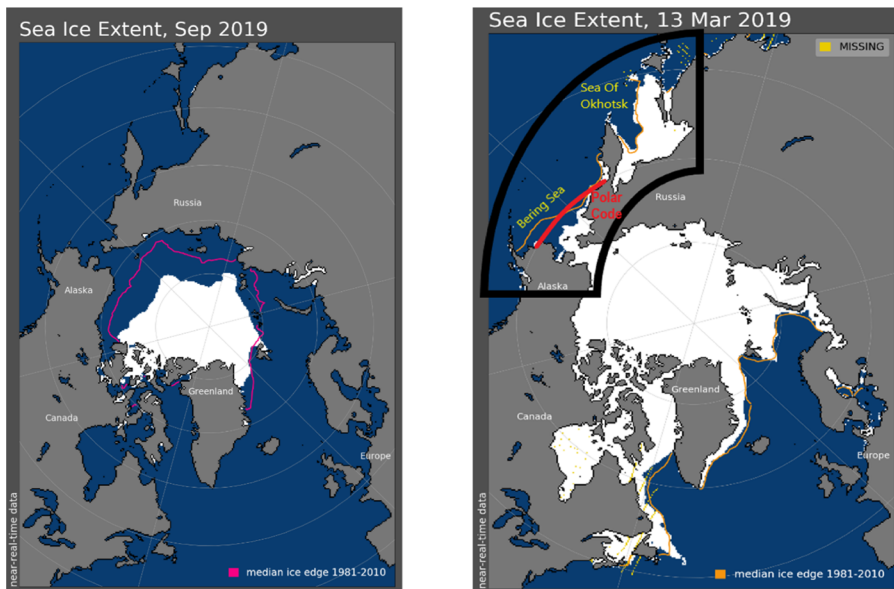 Sea Ice Extent, Sep 2019
Russia
Alaska
Greenland
Canada
Europe
near-real-time data
median ice edge 1981-2010
Sea Ice Extent, 13 Mar 2019
MISSING
Sea Of
Okhotsk
Bering Sea
Polar
Code
Russia
Alaska
Greenland
Canada
Europe
near-real-time data
median ice edge 1981-2010